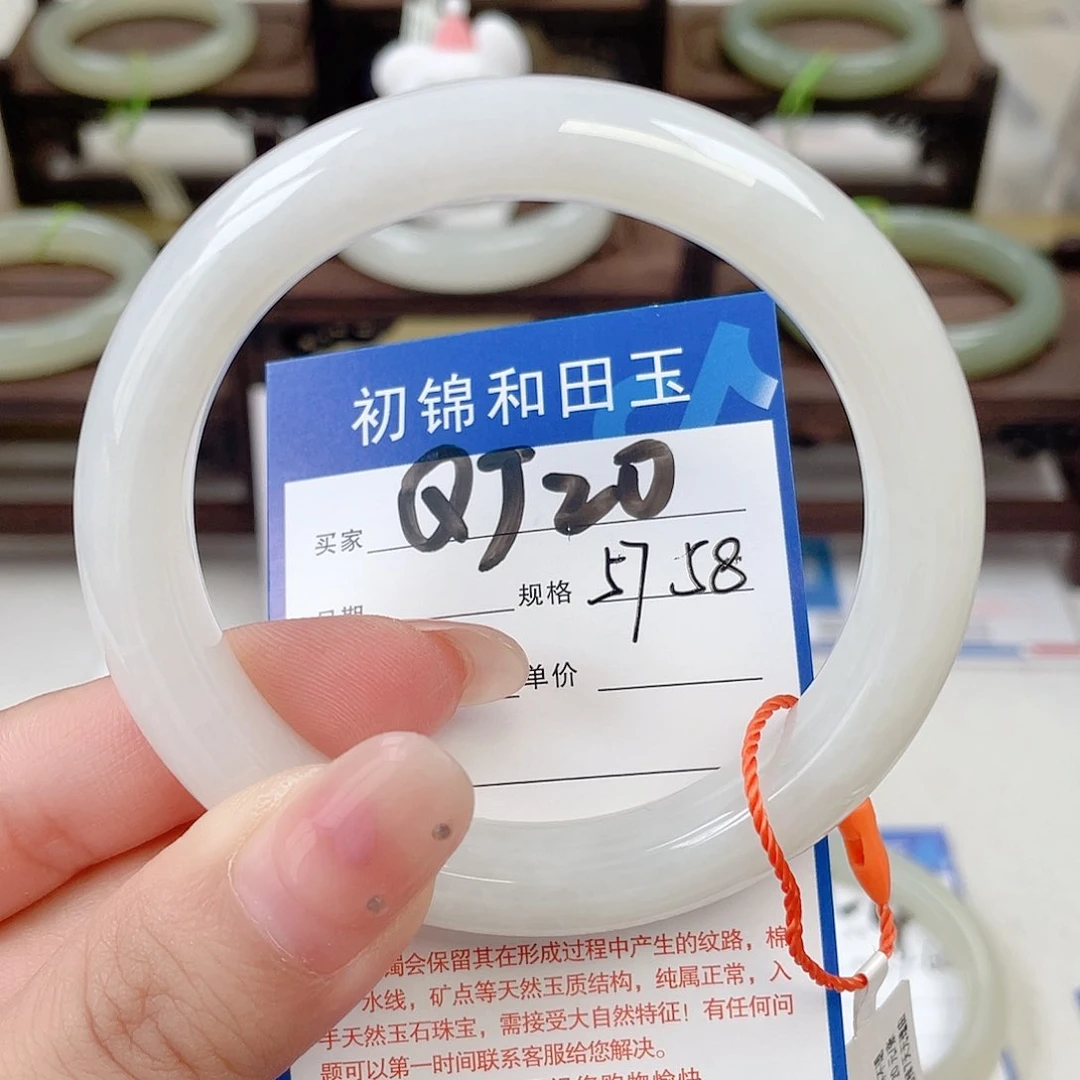 初锦和田玉
买家 QJ20
日期 规格 57.58
单价
会保留其在形成过程中产生的纹路，棉
水线，矿点等天然玉质结构，纯属正常，入
手天然玉石珠宝，需接受大自然特征！有任何问
题可以第一时间联系客服给您解决。